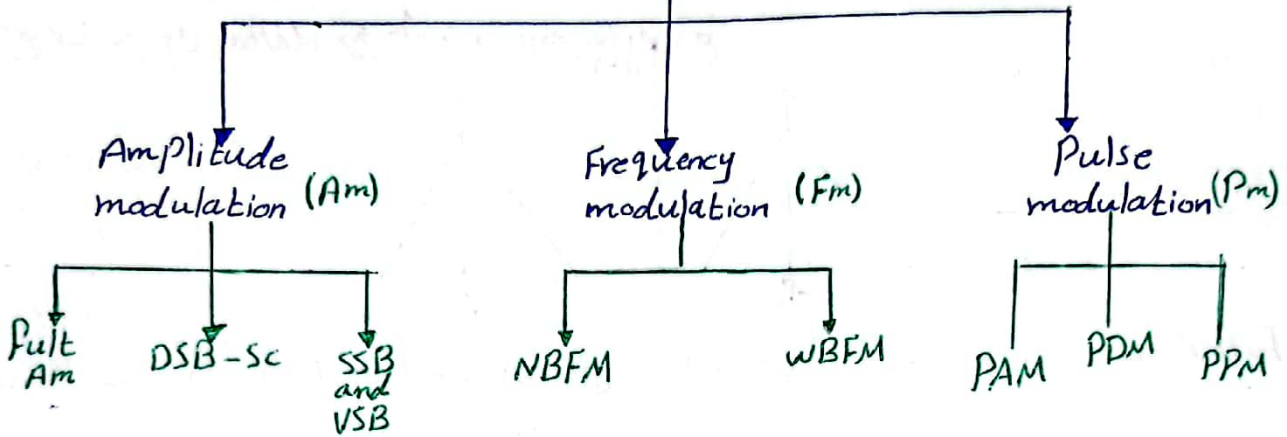 Amplitude
modulation (Am)
Frequency
modulation (Fm)
Pulse
modulation (Pm)
Full
Am
DSB-Sc
SSB
and
VSB
NBFM
WBFM
PAM
PDM
PPM